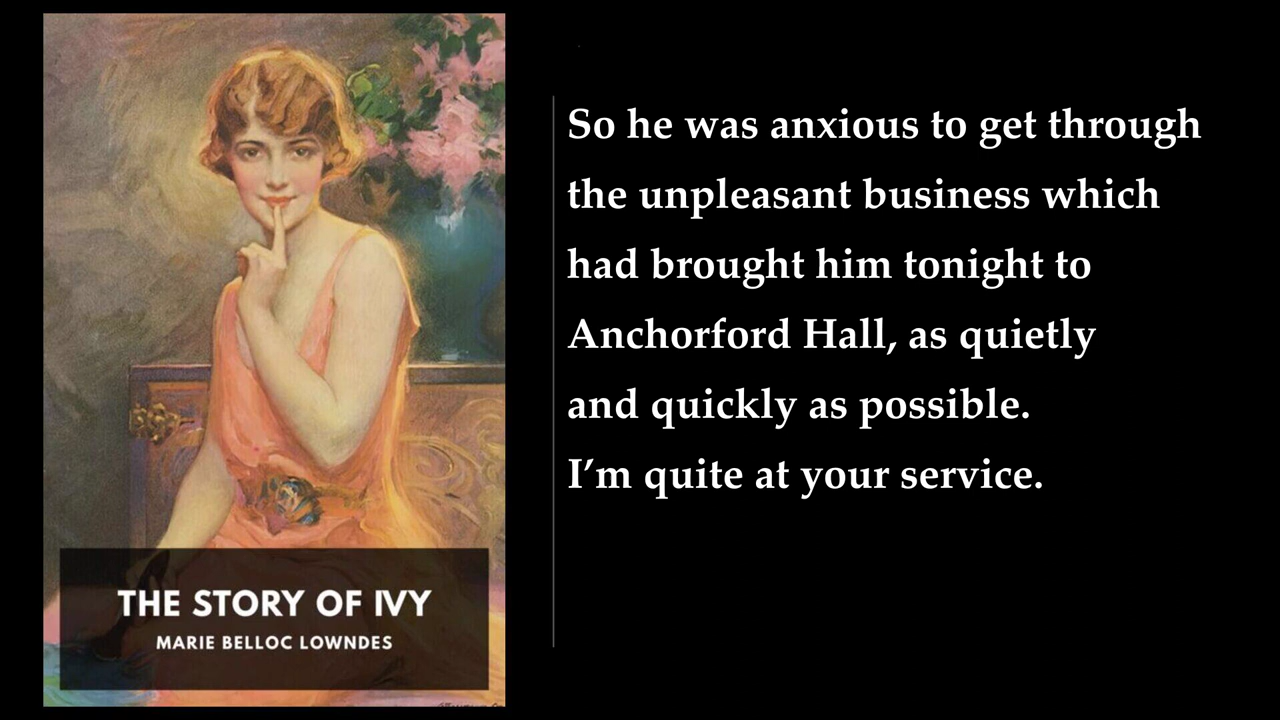 THE STORY OF IVY
MARIE BELLOC LOWNDES
So he was anxious to get through
the unpleasant business which
had brought him tonight to
Anchorford Hall, as quietly
and quickly as possible.
I’m quite at your service.